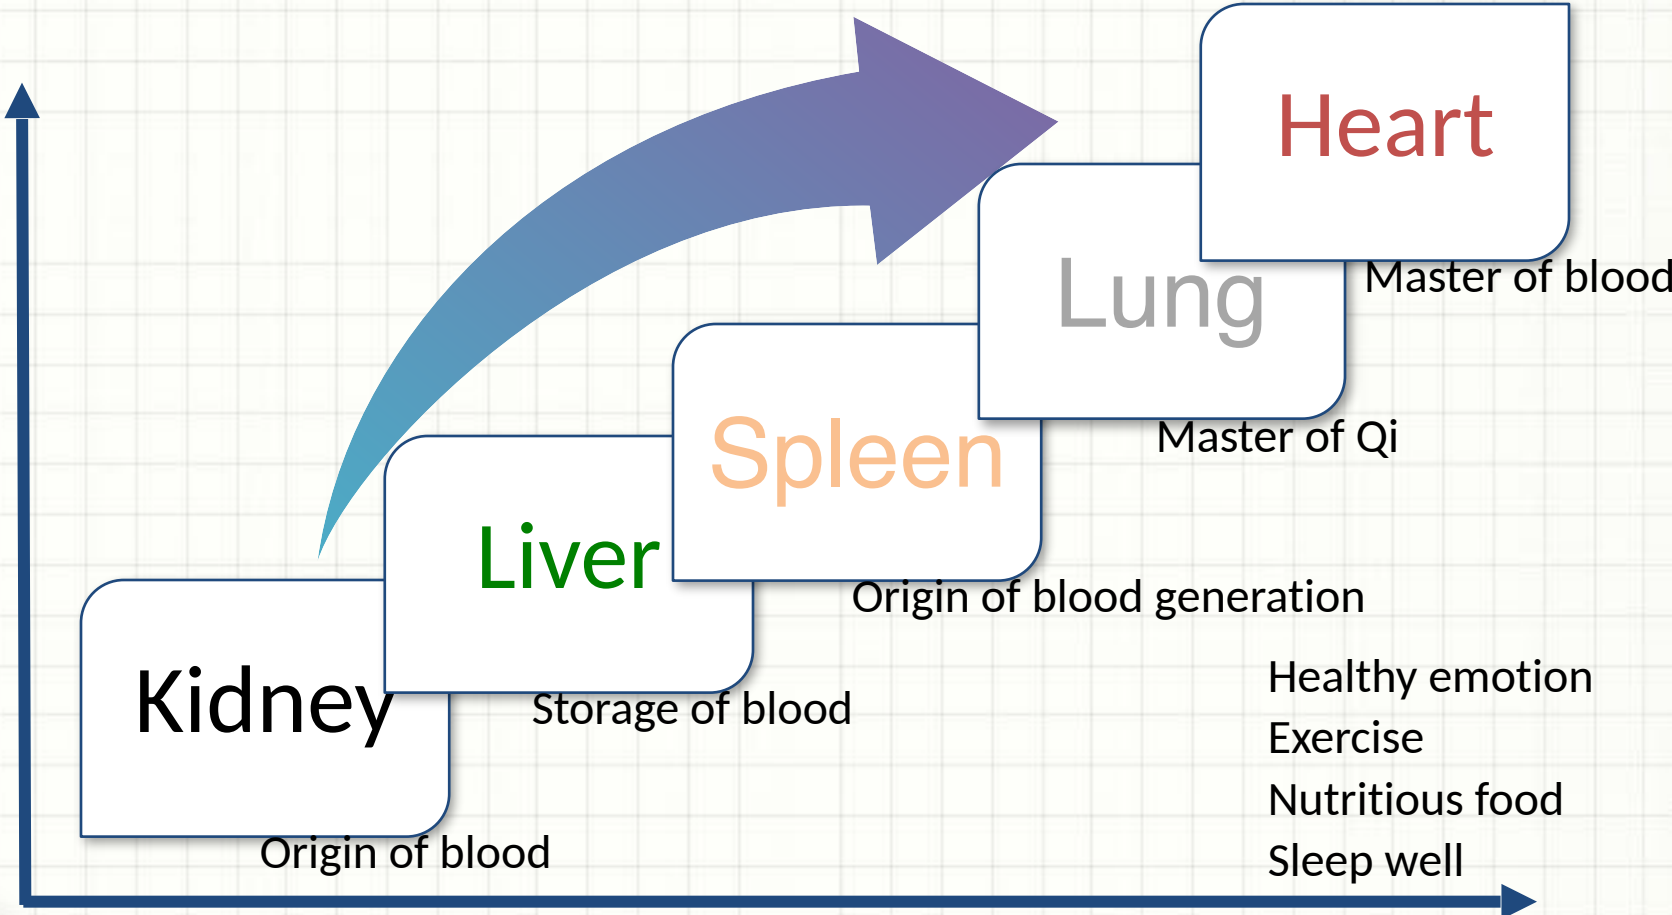 Heart
Master of blood
Lung
Master of Qi
Spleen
Origin of blood generation
Liver
Storage of blood
Kidney
Origin of blood
Healthy emotion
Exercise
Nutritious food
Sleep well